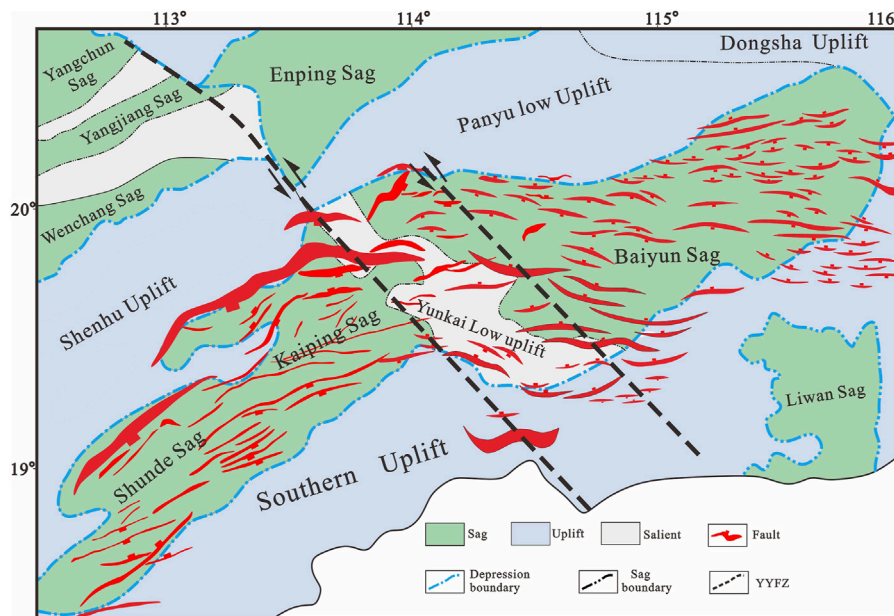 113°
114°
115°
116
Dongsha Uplift
Yangchun
Sag
Enping Sag
Yangjiang Sag
Panyu low Uplift
20°
Wenchang Sag
Baiyun Sag
Shenhu Uplift
Yunkai Low uplift
Kaiping Sag
Liwan Sag
Shunde Sag
19°
Southern Uplift
Sag
Uplift
Salient
Fault
Depression
boundary
Sag
boundary
YYFZ